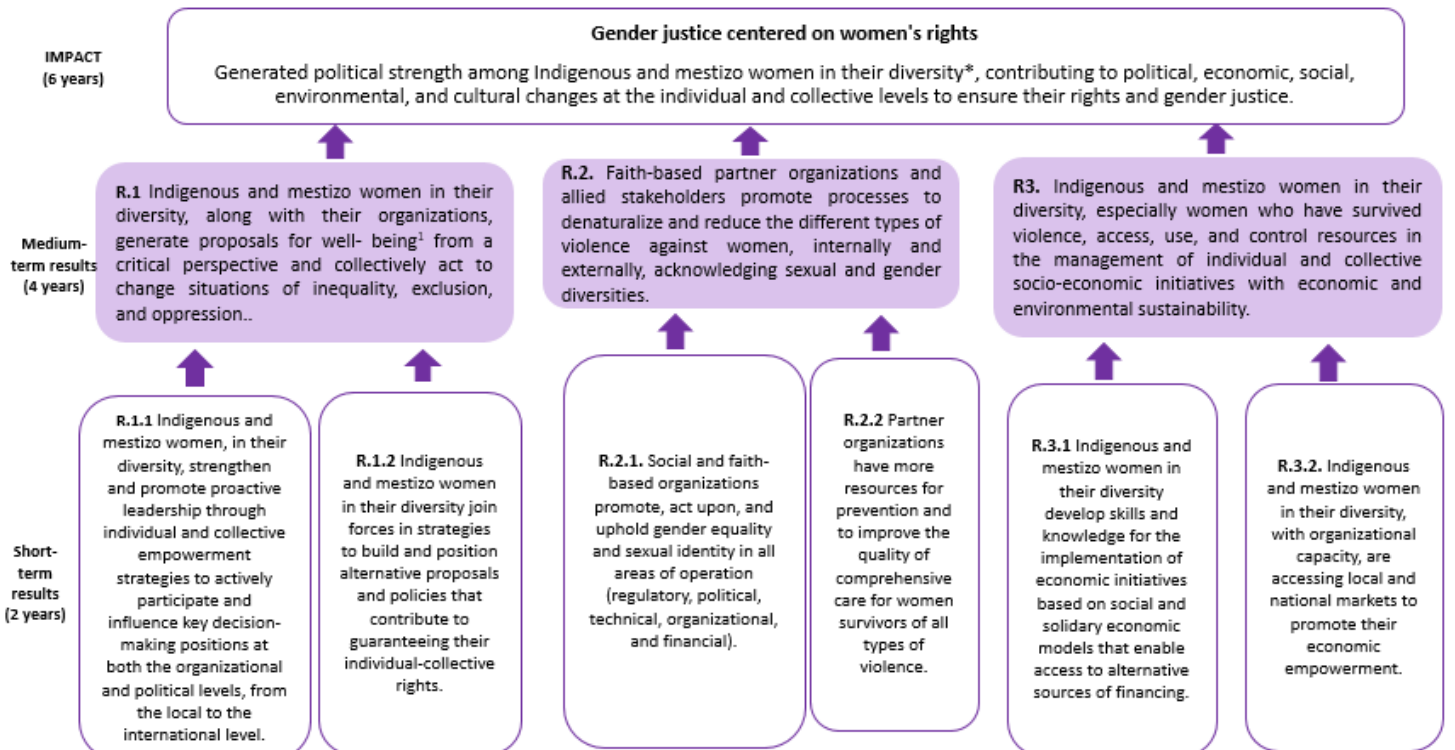 IMPACT
(6 years)
Gender justice centered on women's rights
Generated political strength among Indigenous and mestizo women in their diversity*, contributing to political, economic, social,
environmental, and cultural changes at the individual and collective levels to ensure their rights and gender justice.
Medium-
term results
(4 years)
R.1 Indigenous and mestizo women in their
diversity, along with their organizations,
generate proposals for well- being¹ from a
critical perspective and collectively act to
change situations of inequality, exclusion,
and oppression..
R.2. Faith-based partner organizations and
allied stakeholders promote processes to
denaturalize and reduce the different types of
violence against women, internally and
externally, acknowledging sexual and gender
diversities.
R3. Indigenous and mestizo women in their
diversity, especially women who have survived
violence, access, use, and control resources in
the management of individual and collective
socio-economic initiatives with economic and
environmental sustainability.
Short-
term
results
(2 years)
R.1.1 Indigenous and
mestizo women, in their
diversity, strengthen
and promote proactive
leadership through
individual and collective
empowerment
strategies to actively
participate and
influence key decision-
making positions at
both the organizational
and political levels, from
the local to the
international level.
R.1.2 Indigenous
and mestizo women
in their diversity join
forces in strategies
to build and position
alternative proposals
and policies that
contribute to
guaranteeing their
individual-collective
rights.
R.2.1. Social and faith-
based organizations
promote, act upon, and
uphold gender equality
and sexual identity in all
areas of operation
(regulatory, political,
technical, organizational,
and financial).
R.2.2 Partner
organizations
have more
resources for
prevention and
to improve the
quality of
comprehensive
care for women
survivors of all
types of
violence.
R.3.1 Indigenous and
mestizo women in
their diversity
develop skills and
knowledge for the
implementation of
economic initiatives
based on social and
solidary economic
models that enable
access to alternative
sources of financing.
R.3.2. Indigenous
and mestizo women
in their diversity,
with organizational
capacity, are
accessing local and
national markets to
promote their
economic
empowerment.